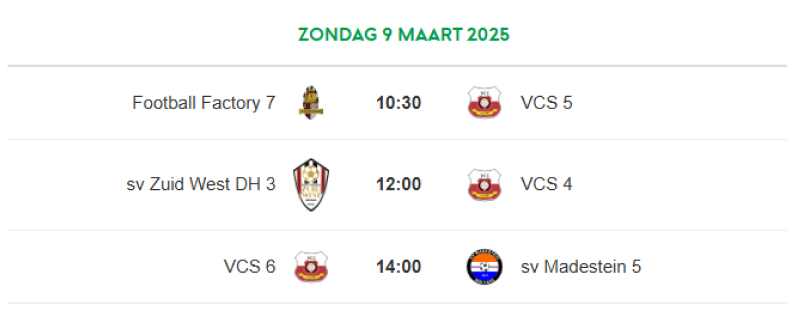 ZONDAG 9 MAART 2025
Football Factory 7 10:30 VCS 5
sv Zuid West DH 3 12:00 VCS 4
VCS 6 14:00 sv Madestein 5